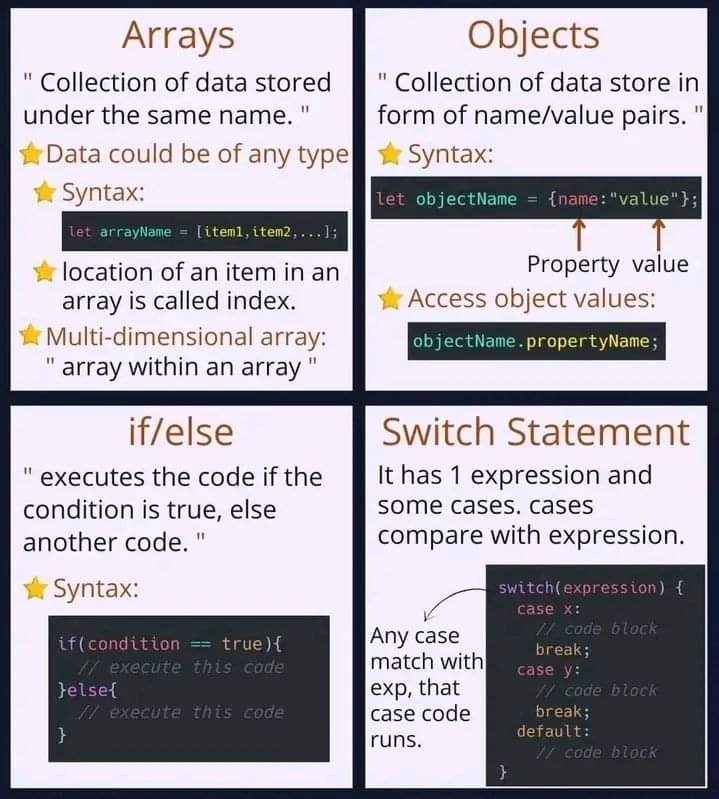 Arrays
" Collection of data stored
under the same name. "
Data could be of any type
Syntax:
let arrayName = [item1,item2,...];
location of an item in an
array is called index.
Multi-dimensional array:
" array within an array "
Objects
" Collection of data store in
form of name/value pairs. "
Syntax:
let objectName = {name:"value"};
Property value
Access object values:
objectName.propertyName;
if/else
" executes the code if the
condition is true, else
another code. "
Syntax:
if(condition == true){
// execute this code
}else{
// execute this code
}
Switch Statement
It has 1 expression and
some cases. cases
compare with expression.
Any case
match with
exp, that
case code
runs.
switch(expression) {
case x:
// code block
break;
case y:
// code block
break;
default:
// code block
}